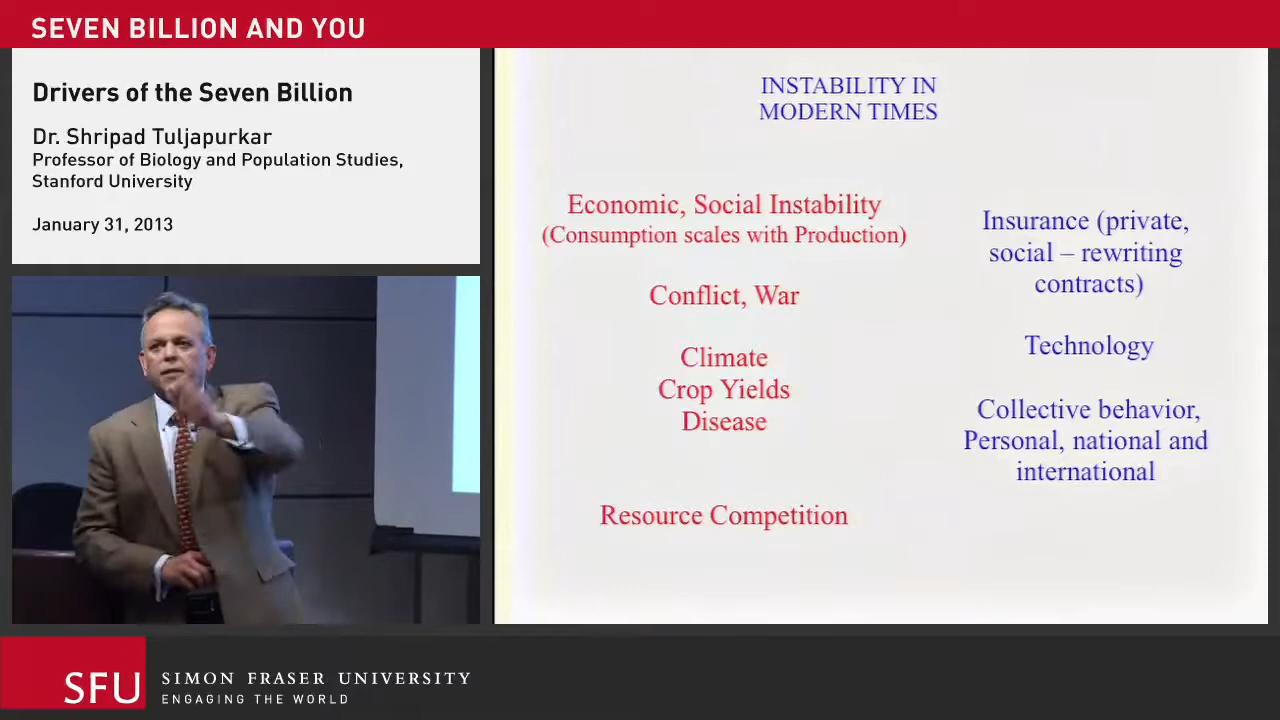 SEVEN BILLION AND YOU
Drivers of the Seven Billion
Dr. Shripad Tuljapurkar
Professor of Biology and Population Studies,
Stanford University
January 31, 2013
INSTABILITY IN
MODERN TIMES
Economic, Social Instability
(Consumption scales with Production)
Conflict, War
Climate
Crop Yields
Disease
Resource Competition
Insurance (private,
social – rewriting
contracts)
Technology
Collective behavior,
Personal, national and
international
SFU
SIMON FRASER UNIVERSITY
ENGAGING THE WORLD